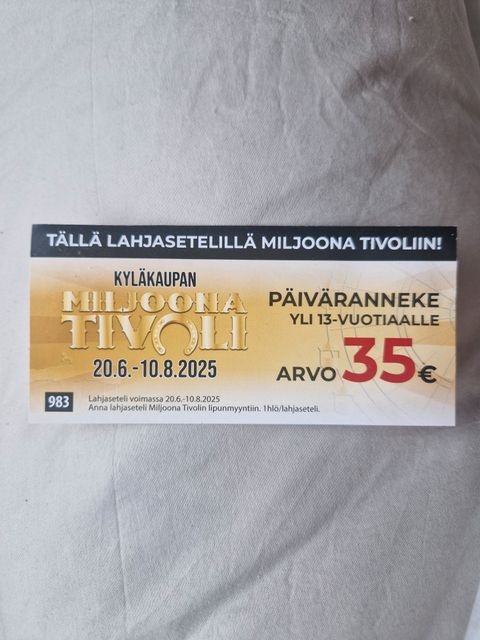 TÄLLÄ LAHJASETELILLÄ MILJOONA TIVOLIIN!
KYLÄKAUPAN
MILJOONA
TIVOLI
20.6.-10.8.2025
PÄIVÄRANNEKE
YLI 13-VUOTIAALLE
ARVO 35€
983
Lahjaseteli voimassa 20.6.-10.8.2025
Anna lahjaseteli Miljoona Tivolin lipunmyyntiin. 1hlö/lahjaseteli.